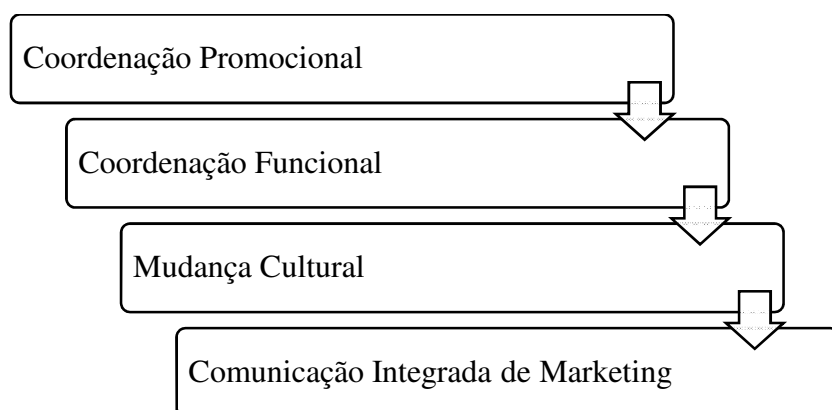 Coordenação Promocional
Coordenação Funcional
Mudança Cultural
Comunicação Integrada de Marketing